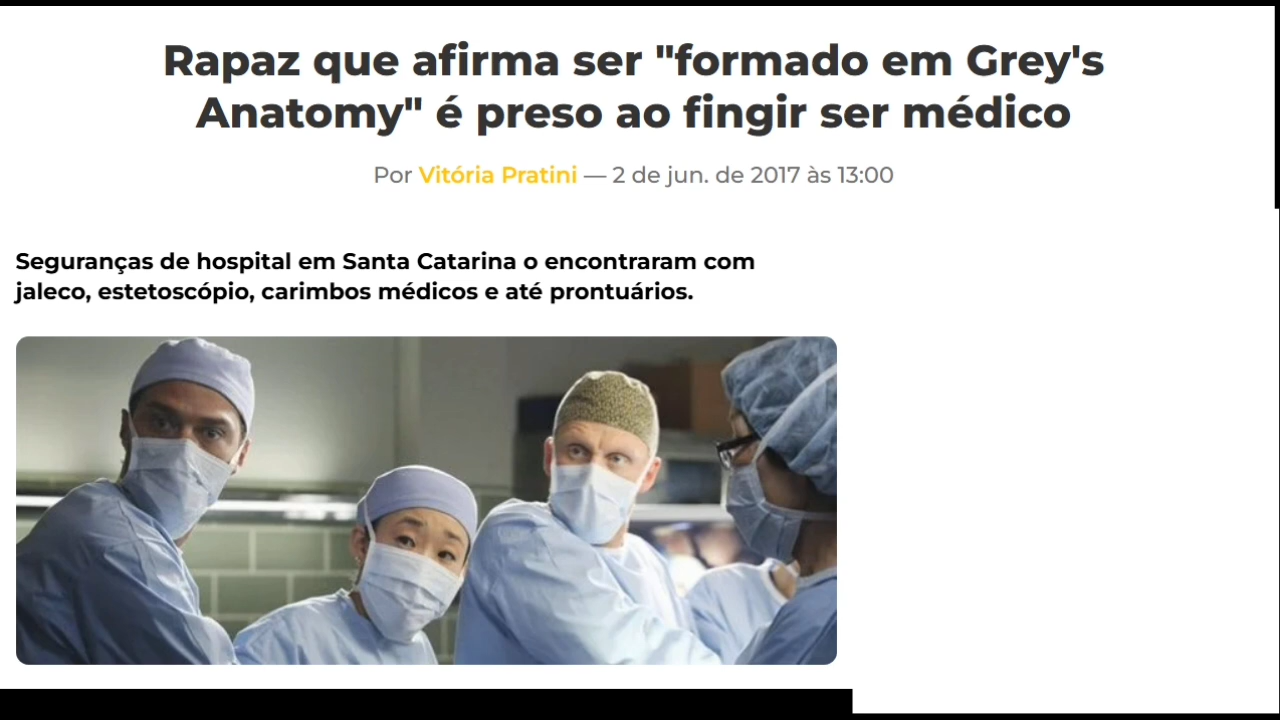 Rapaz que afirma ser "formado em Grey's
Anatomy" é preso ao fingir ser médico
Por Vitória Pratini — 2 de jun. de 2017 às 13:00
Seguranças de hospital em Santa Catarina o encontraram com
jaleco, estetoscópio, carimbos médicos e até prontuários.